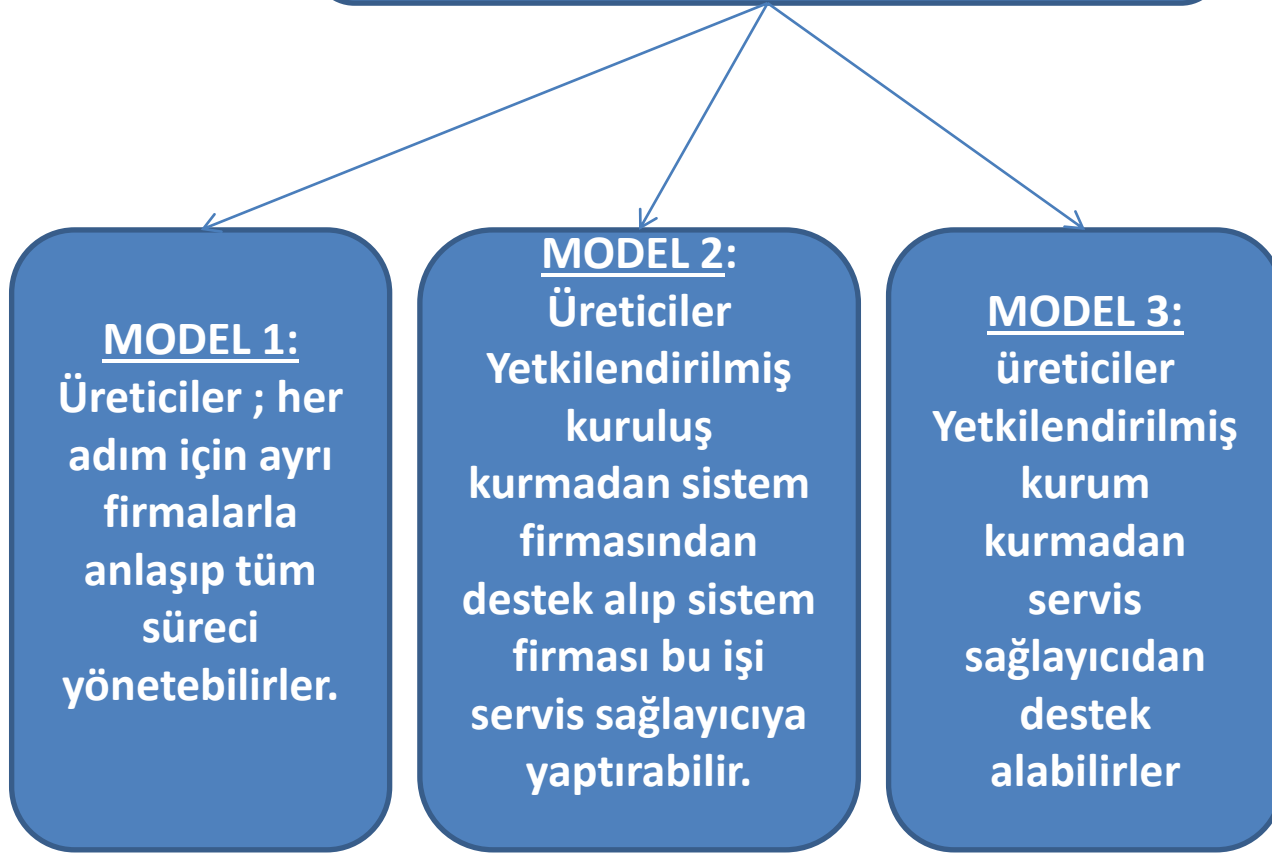 MODEL 1:
Üreticiler ; her
adım için ayrı
firmalarla
anlaşıp tüm
süreci
yönetebilirler.
MODEL 2:
Üreticiler
Yetkilendirilmiş
kuruluş
kurmadan sistem
firmasından
destek alıp sistem
firması bu işi
servis sağlayıcıya
yaptırabilir.
MODEL 3:
üreticiler
Yetkilendirilmiş
kurum
kurmadan
servis
sağlayıcıdan
destek
alabilirler